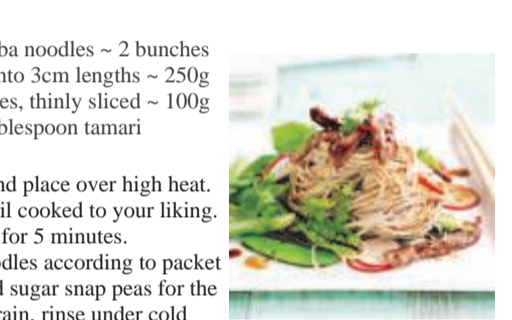 ba noodles ~ 2 bunches
nto 3cm lengths ~ 250g
es, thinly sliced ~ 100g
blespoon tamari
nd place over high heat.
il cooked to your liking.
for 5 minutes.
dles according to packet
d sugar snap peas for the
rain, rinse under cold